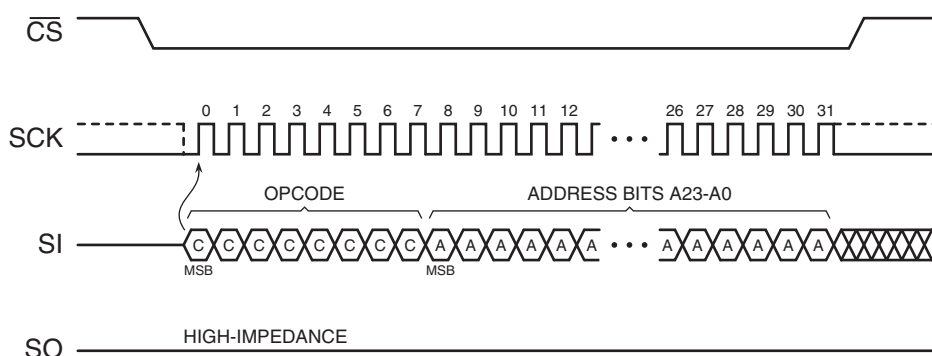 CS
SCK
0 1 2 3 4 5 6 7 8 9 10 11 12 • • • 26 27 28 29 30 31
OPCODE ADDRESS BITS A23-A0
SI
C C C C C C C C A A A A A A • • • A A A A A A
MSB MSB
HIGH-IMPEDANCE
SO